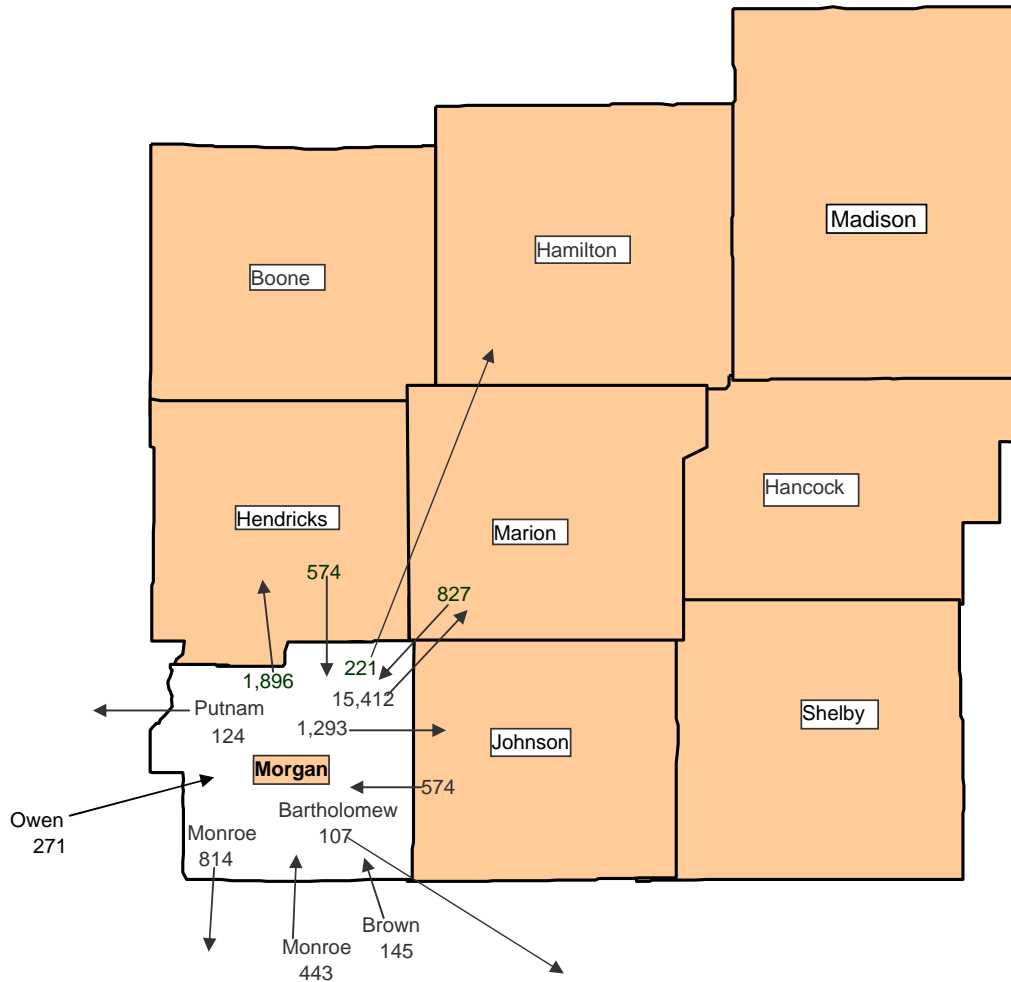 Madison
Hamilton
Boone
Hancock
Hendricks
Marion
574
827
221
1,896
15,412
Putnam
124
1,293
Shelby
Johnson
Morgan
574
Bartholomew
107
Owen
271
Monroe
814
Brown
145
Monroe
443